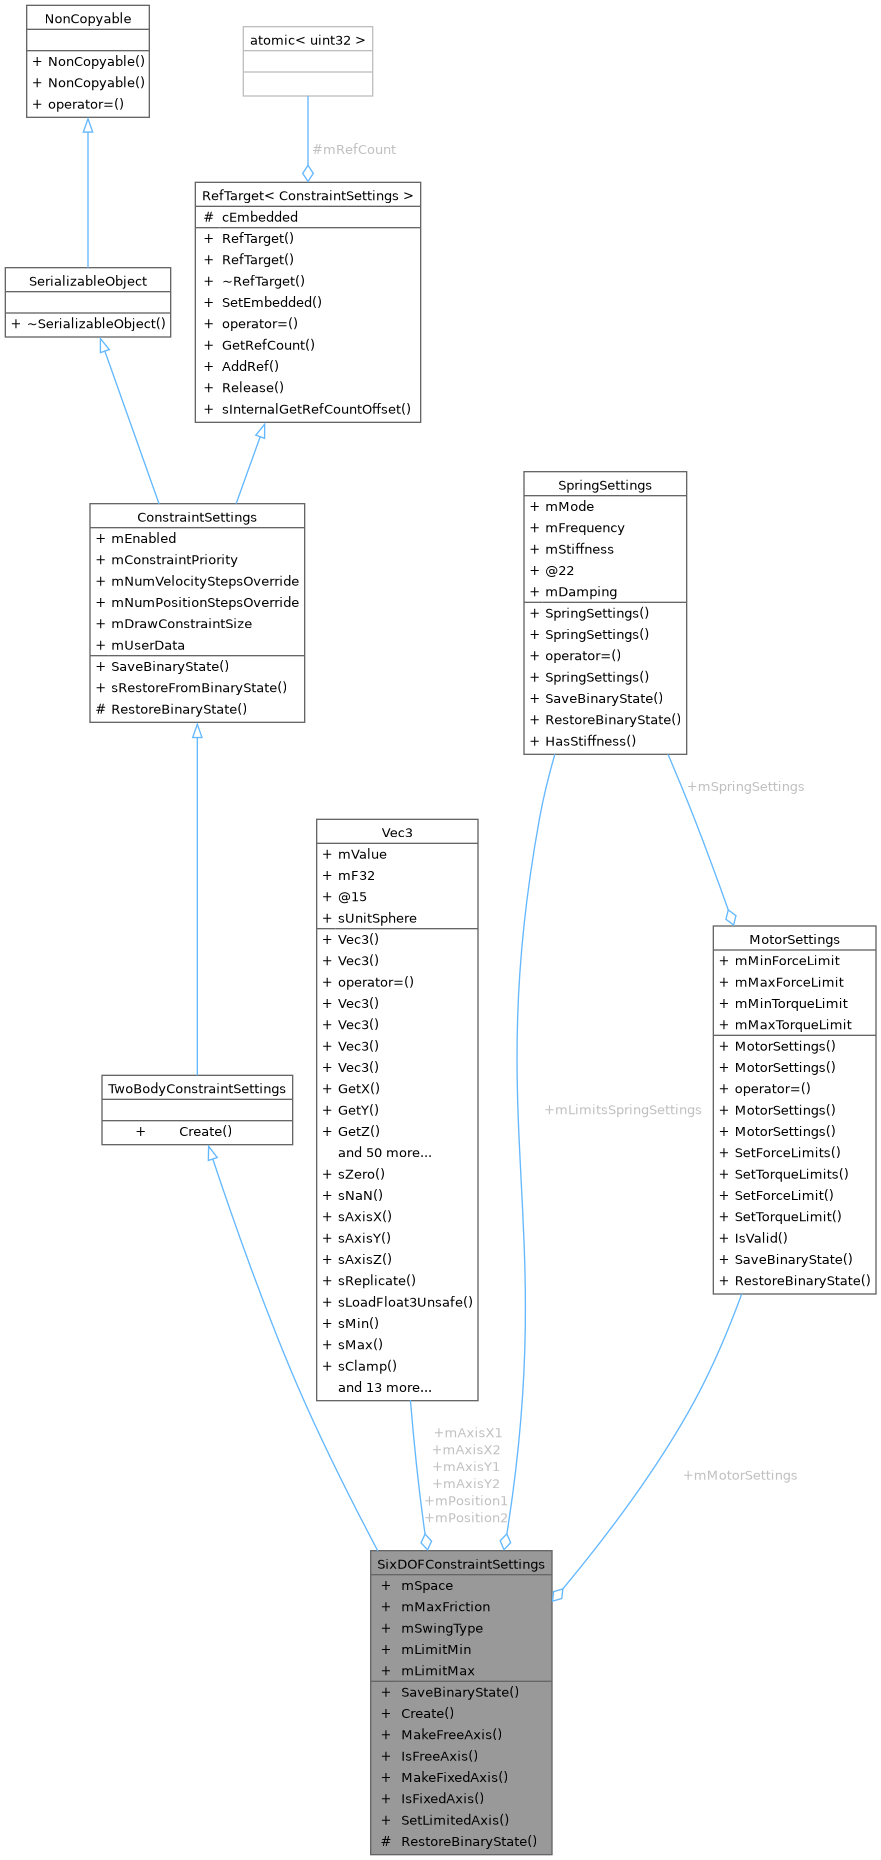 NonCopyable
+ NonCopyable()
+ NonCopyable()
+ operator=()
atomic< uint32 >
#mRefCount
RefTarget< ConstraintSettings >
# cEmbedded
+ RefTarget()
+ RefTarget()
+ ~RefTarget()
+ SetEmbedded()
+ operator=()
+ GetRefCount()
+ AddRef()
+ Release()
+ sInternalGetRefCountOffset()
SerializableObject
+ ~SerializableObject()
ConstraintSettings
+ mEnabled
+ mConstraintPriority
+ mNumVelocityStepsOverride
+ mNumPositionStepsOverride
+ mDrawConstraintSize
+ mUserData
+ SaveBinaryState()
+ sRestoreFromBinaryState()
# RestoreBinaryState()
SpringSettings
+ mMode
+ mFrequency
+ mStiffness
+ @22
+ mDamping
+ SpringSettings()
+ SpringSettings()
+ operator=()
+ SpringSettings()
+ SaveBinaryState()
+ RestoreBinaryState()
+ HasStiffness()
+mSpringSettings
Vec3
+ mValue
+ mF32
+ @15
+ sUnitSphere
+ Vec3()
+ Vec3()
+ operator=()
+ Vec3()
+ Vec3()
+ Vec3()
+ Vec3()
+ GetX()
+ GetY()
+ GetZ()
and 50 more...
+ sZero()
+ sNaN()
+ sAxisX()
+ sAxisY()
+ sAxisZ()
+ sReplicate()
+ sLoadFloat3Unsafe()
+ sMin()
+ sMax()
+ sClamp()
and 13 more...
MotorSettings
+ mMinForceLimit
+ mMaxForceLimit
+ mMinTorqueLimit
+ mMaxTorqueLimit
+ MotorSettings()
+ MotorSettings()
+ operator=()
+ MotorSettings()
+ MotorSettings()
+ SetForceLimits()
+ SetTorqueLimits()
+ SetForceLimit()
+ SetTorqueLimit()
+ IsValid()
+ SaveBinaryState()
+ RestoreBinaryState()
TwoBodyConstraintSettings
+ Create()
+mLimitsSpringSettings
+mAxisX1
+mAxisX2
+mAxisY1
+mAxisY2
+mPosition1
+mPosition2
+mMotorSettings
SixDOFConstraintSettings
+ mSpace
+ mMaxFriction
+ mSwingType
+ mLimitMin
+ mLimitMax
+ SaveBinaryState()
+ Create()
+ MakeFreeAxis()
+ IsFreeAxis()
+ MakeFixedAxis()
+ IsFixedAxis()
+ SetLimitedAxis()
# RestoreBinaryState()